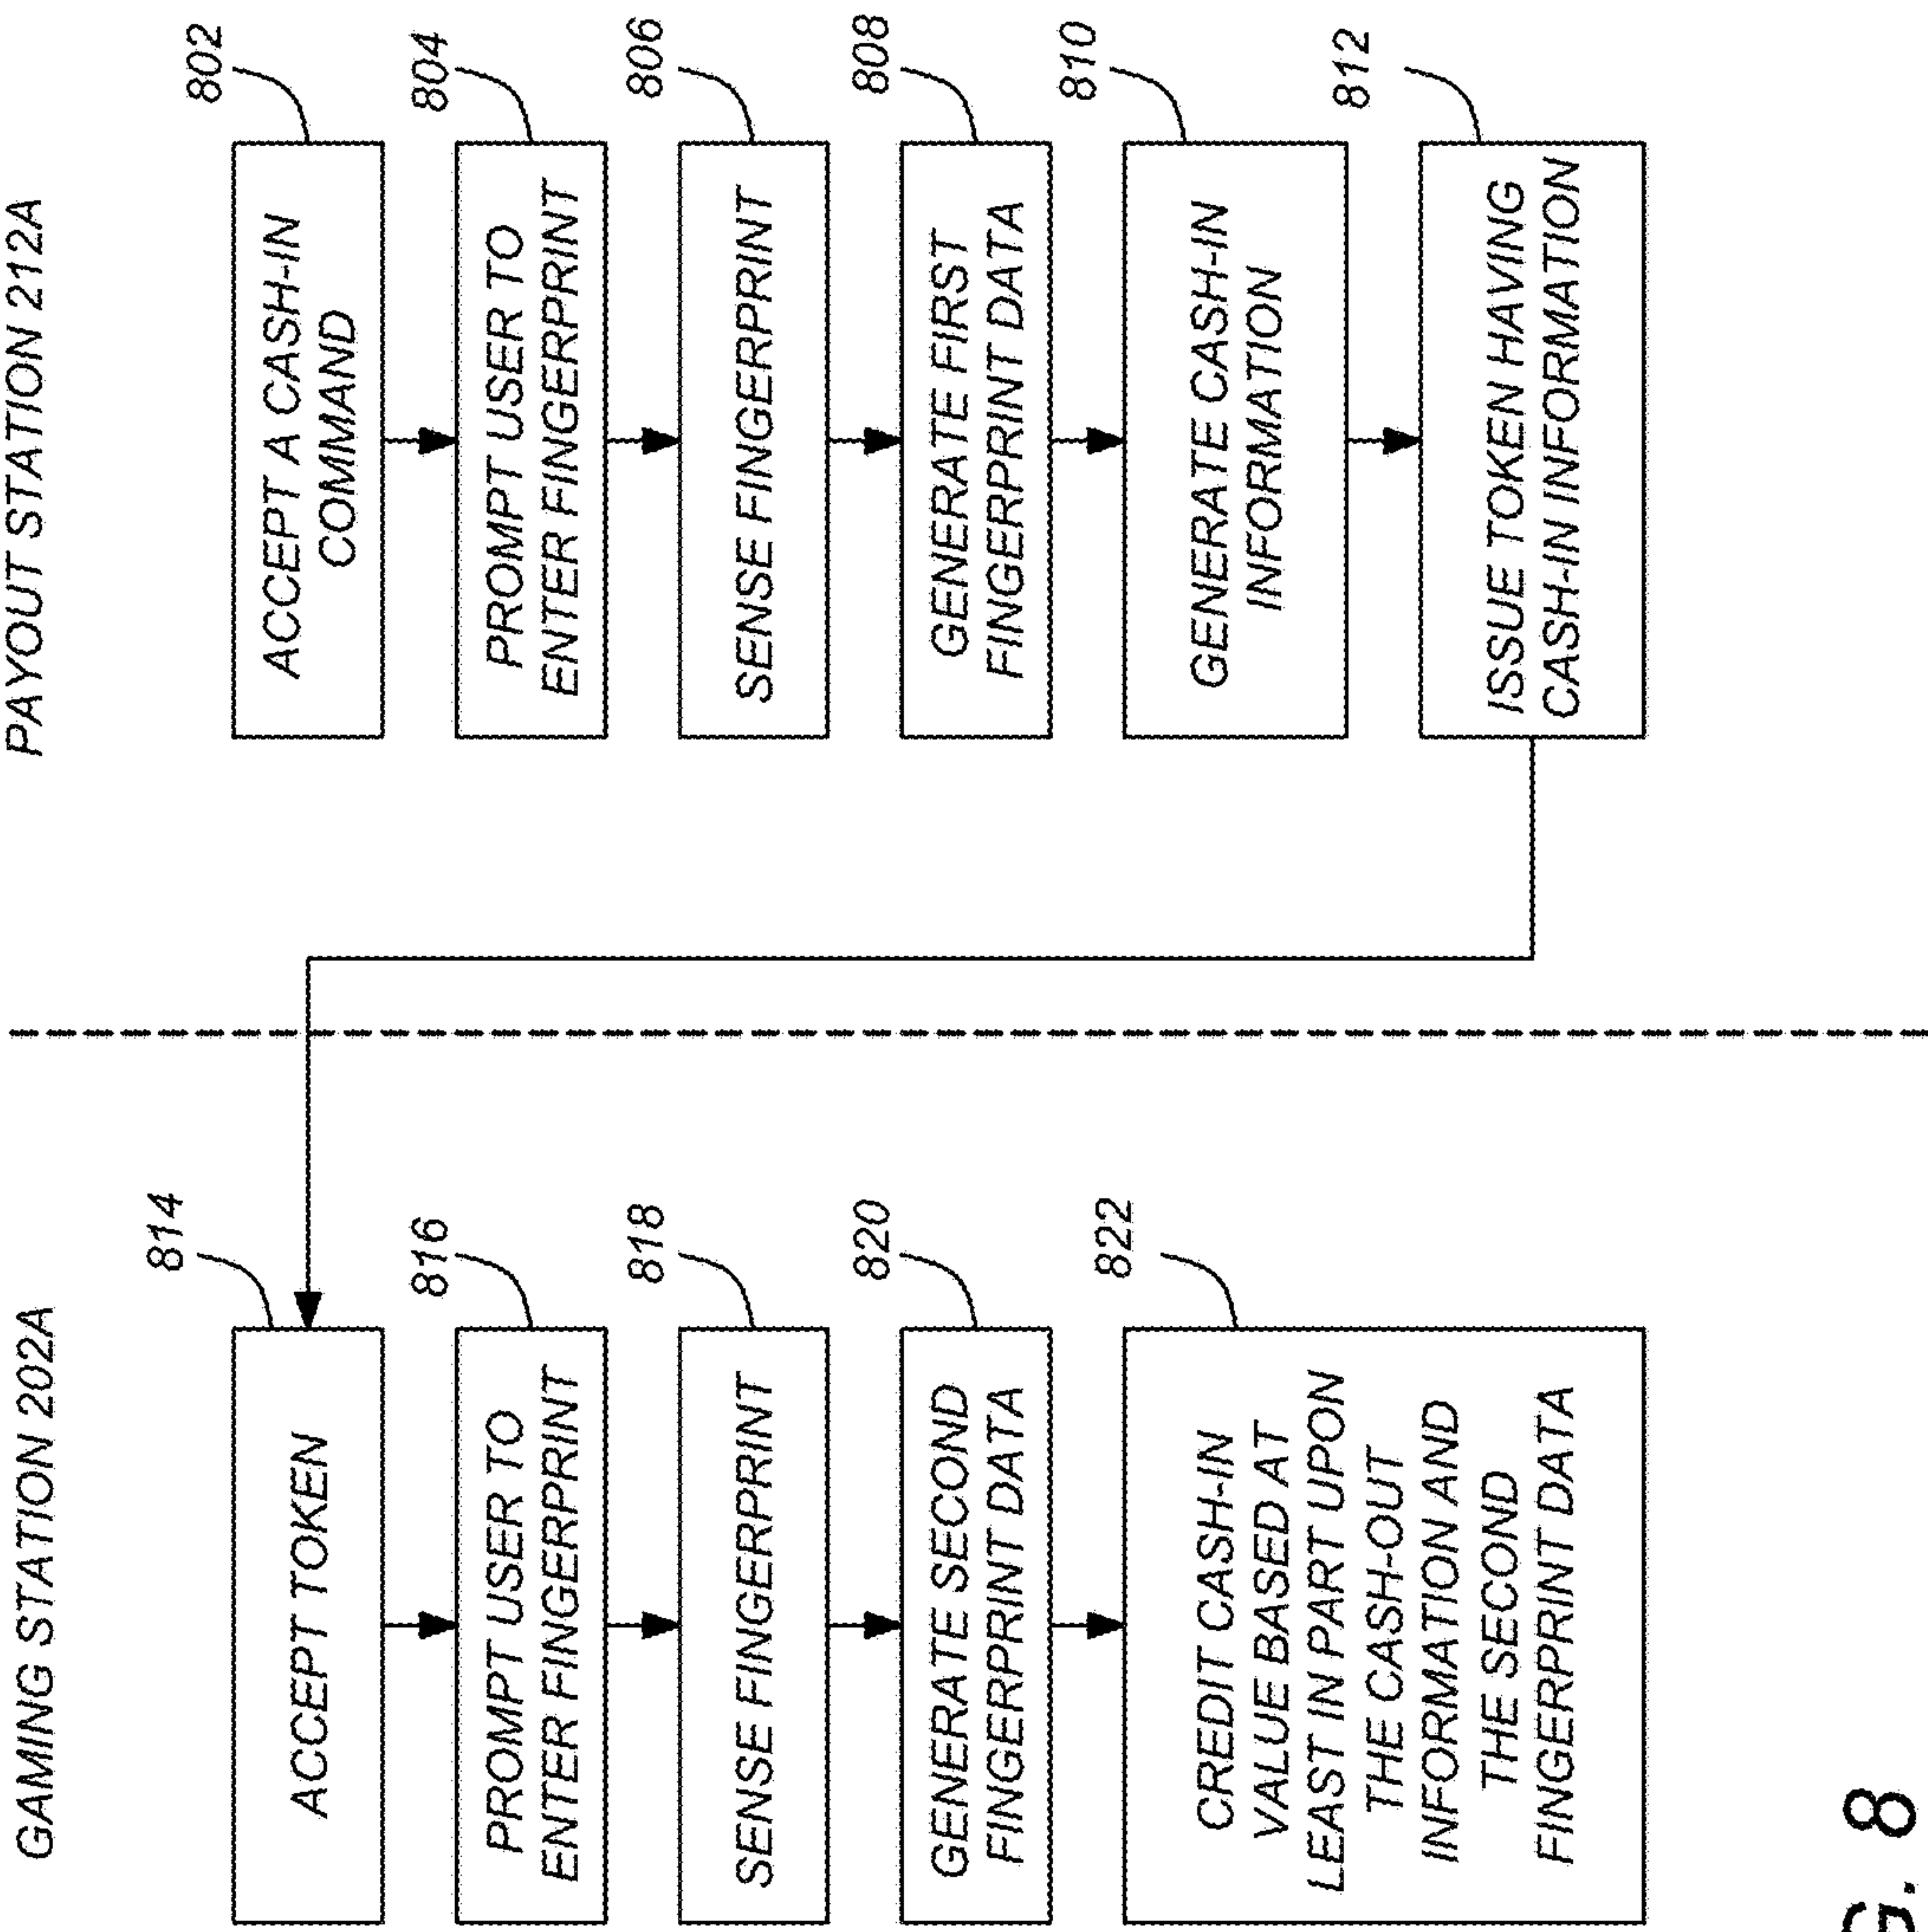 GAMING STATION 202A
814
ACCEPT TOKEN
816
PROMPT USER TO
ENTER FINGERPRINT
818
SENSE FINGERPRINT
820
GENERATE SECOND
FINGERPRINT DATA
822
CREDIT CASH-IN
VALUE BASED AT
LEAST IN PART UPON
THE CASH-OUT
INFORMATION AND
THE SECOND
FINGERPRINT DATA
PAYOUT STATION 212A
802
ACCEPT A CASH-IN
COMMAND
804
PROMPT USER TO
ENTER FINGERPRINT
806
SENSE FINGERPRINT
808
GENERATE FIRST
FINGERPRINT DATA
810
GENERATE CASH-IN
INFORMATION
812
ISSUE TOKEN HAVING
CASH-IN INFORMATION
G. 8